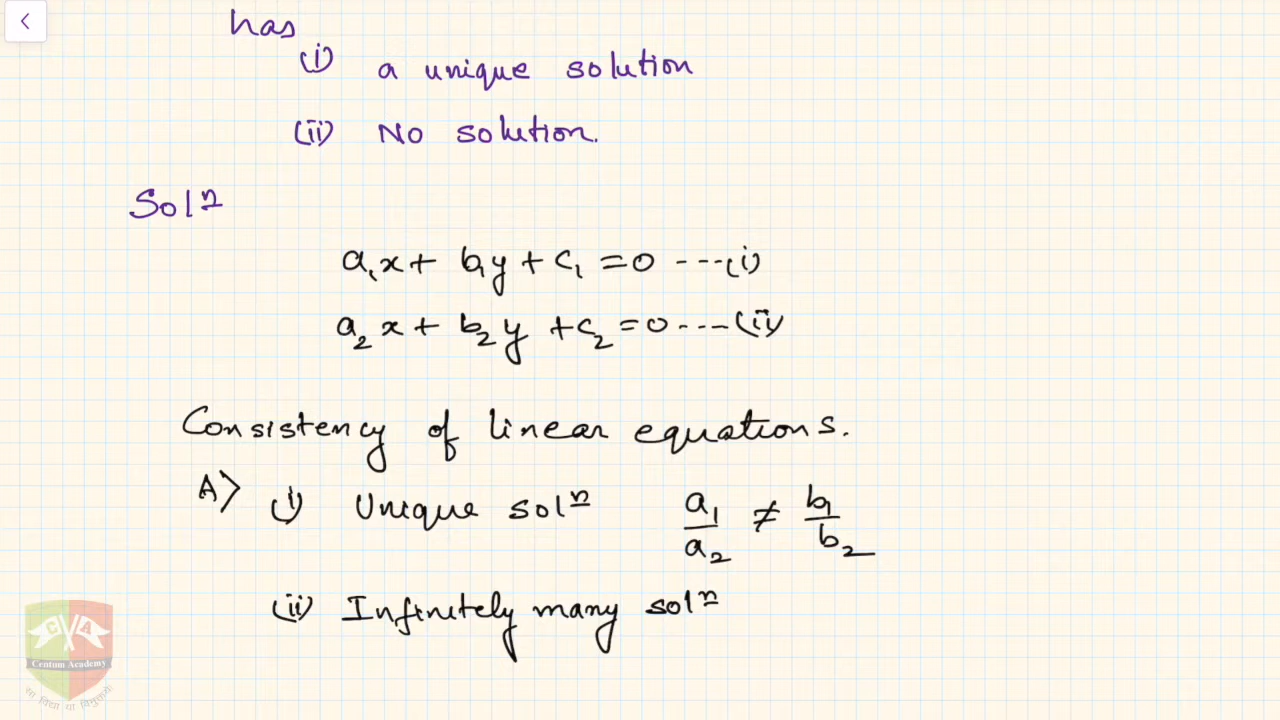 has
(i) a unique solution
(ii) No solution.
Solⁿ
a₁x + b₁y + c₁ = 0 ---(i)
a₂x + b₂y + c₂ = 0 ----(ii)
Consistency of linear equations.
A> (i) Unique solⁿ a₁/a₂ ≠ b₁/b₂
(ii) Infinitely many solⁿ
C A
Centum Academy
सा विद्या या विमुक्तये